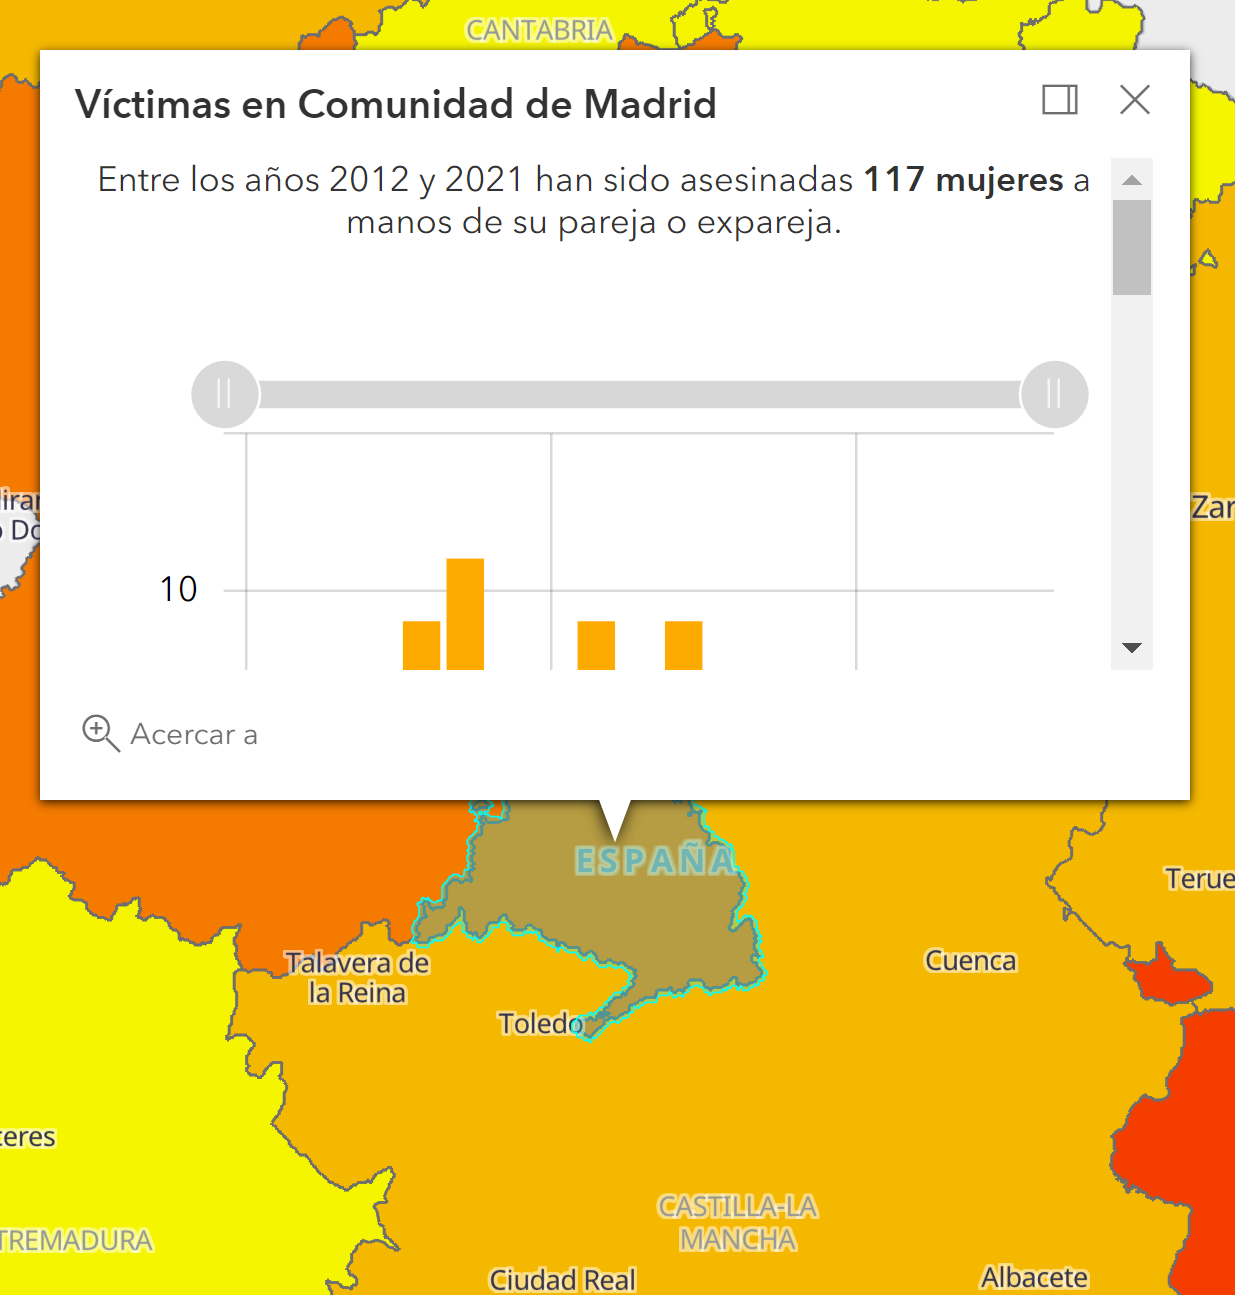 CANTABRIA
Víctimas en Comunidad de Madrid
Entre los años 2012 y 2021 han sido asesinadas 117 mujeres a
manos de su pareja o expareja.
10
Acercar a
ESPAÑA
Talavera de
la Reina
Toledo
Cuenca
CASTILLA-LA
MANCHA
Ciudad Real
Albacete
Zar
Terue
ceres
TREMADURA